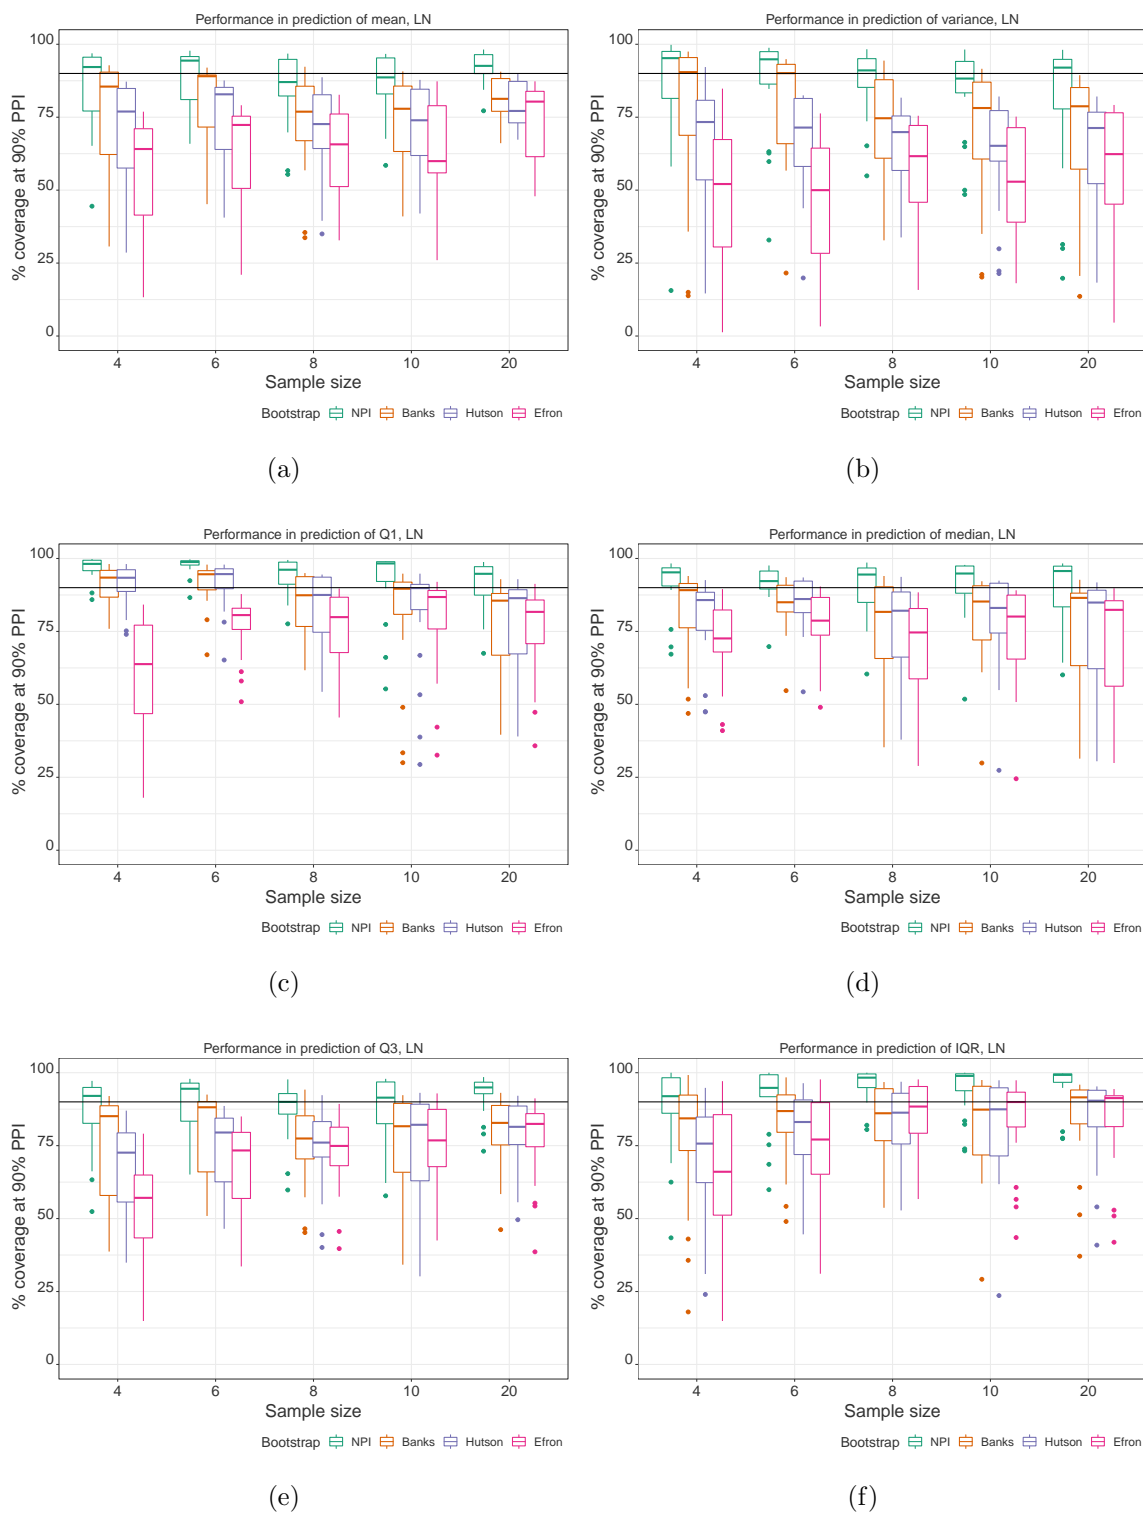 Performance in prediction of mean, LN
100
75
50
25
0
% coverage at 90% PPI
4 6 8 10 20
Sample size
Bootstrap NPI Banks Hutson Efron
(a)
Performance in prediction of variance, LN
100
75
50
25
0
% coverage at 90% PPI
4 6 8 10 20
Sample size
Bootstrap NPI Banks Hutson Efron
(b)
Performance in prediction of Q1, LN
100
75
50
25
0
% coverage at 90% PPI
4 6 8 10 20
Sample size
Bootstrap NPI Banks Hutson Efron
(c)
Performance in prediction of median, LN
100
75
50
25
0
% coverage at 90% PPI
4 6 8 10 20
Sample size
Bootstrap NPI Banks Hutson Efron
(d)
Performance in prediction of Q3, LN
100
75
50
25
0
% coverage at 90% PPI
4 6 8 10 20
Sample size
Bootstrap NPI Banks Hutson Efron
(e)
Performance in prediction of IQR, LN
100
75
50
25
0
% coverage at 90% PPI
4 6 8 10 20
Sample size
Bootstrap NPI Banks Hutson Efron
(f)